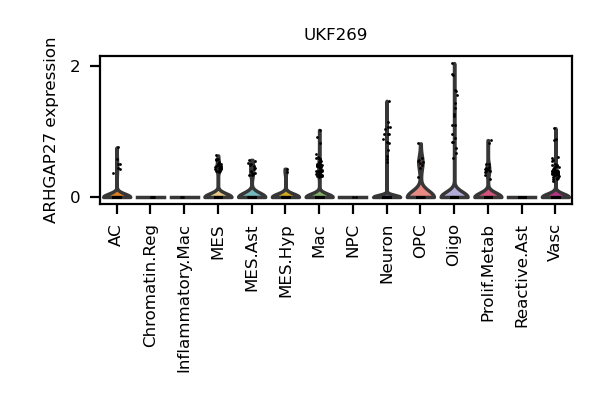 UKF269
ARHGAP27 expression
2
0
AC
Chromatin.Reg
Inflammatory.Mac
MES
MES.Ast
MES.Hyp
Mac
NPC
Neuron
OPC
Oligo
Prolif.Metab
Reactive.Ast
Vasc